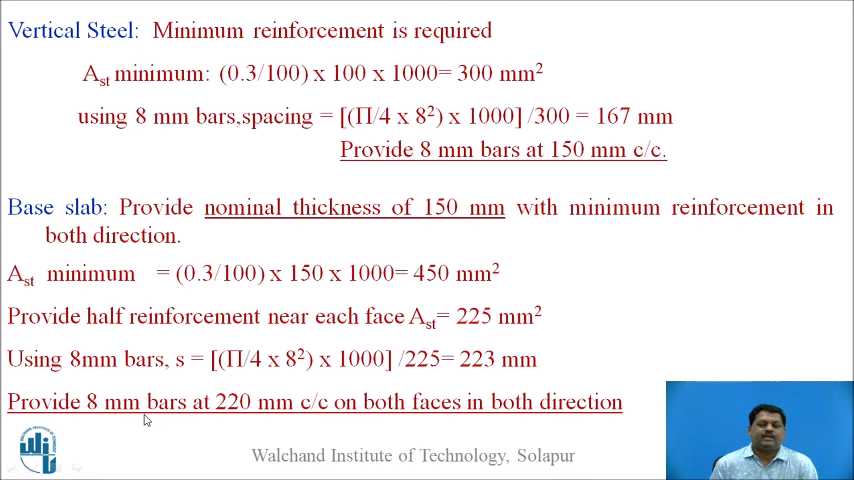 Vertical Steel: Minimum reinforcement is required
Ast minimum: (0.3/100) x 100 x 1000= 300 mm²
using 8 mm bars,spacing = [(Π/4 x 8²) x 1000] /300 = 167 mm
Provide 8 mm bars at 150 mm c/c.
Base slab: Provide nominal thickness of 150 mm with minimum reinforcement in
both direction.
Ast minimum = (0.3/100) x 150 x 1000= 450 mm²
Provide half reinforcement near each face Ast= 225 mm²
Using 8mm bars, s = [(Π/4 x 8²) x 1000] /225= 223 mm
Provide 8 mm bars at 220 mm c/c on both faces in both direction
Walchand Institute of Technology, Solapur